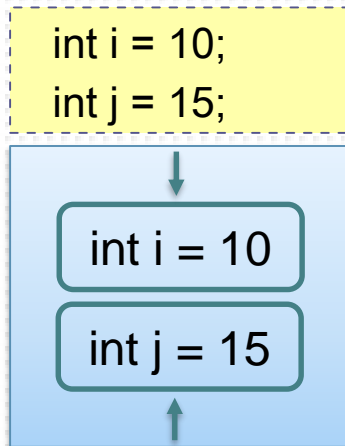 int i = 10;
int j = 15;
int i = 10
int j = 15